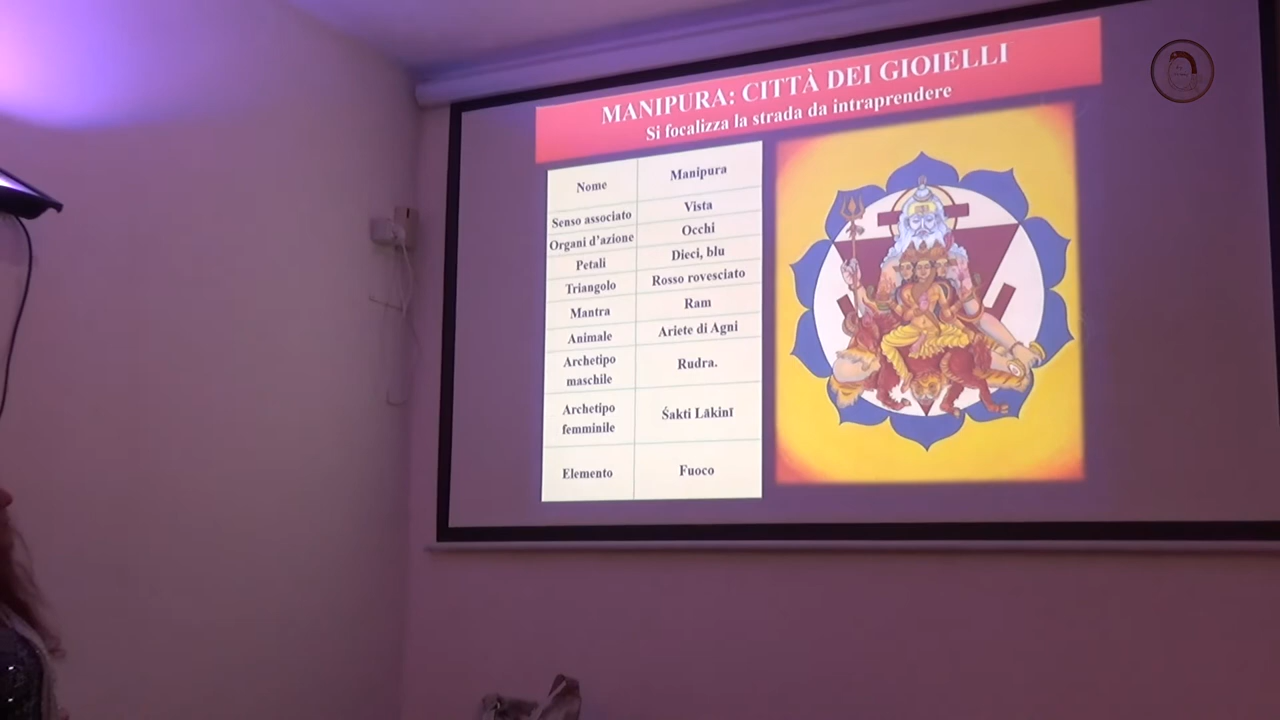 MANIPURA: CITTÀ DEI GIOIELLI
Si focalizza la strada da intraprendere
Nome Manipura
Senso associato Vista
Organi d'azione Occhi
Petali Dieci, blu
Triangolo Rosso rovesciato
Mantra Ram
Animale Ariete di Agni
Archetipo
maschile Rudra.
Archetipo
femminile Śakti Lākinī
Elemento Fuoco